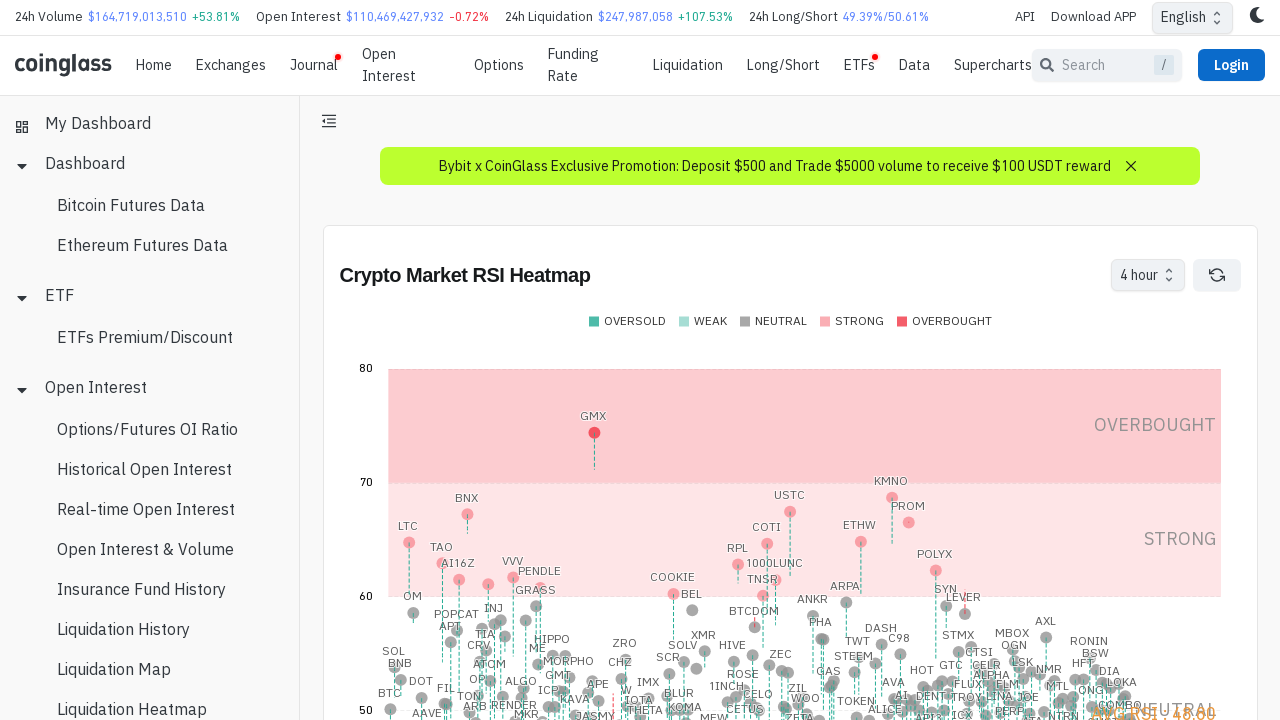 24h Volume $164,719,013,510 +53.81% Open Interest $110,469,427,932 -0.72% 24h Liquidation $247,987,058 +107.53% 24h Long/Short 49.39%/50.61% API Download APP English
coinglass Home Exchanges Journal Open Interest Options Funding Rate Liquidation Long/Short ETFs Data Supercharts Search / Login
My Dashboard
Dashboard
Bitcoin Futures Data
Ethereum Futures Data
ETF
ETFs Premium/Discount
Open Interest
Options/Futures OI Ratio
Historical Open Interest
Real-time Open Interest
Open Interest & Volume
Insurance Fund History
Liquidation History
Liquidation Map
Liquidation Heatmap
Bybit x CoinGlass Exclusive Promotion: Deposit $500 and Trade $5000 volume to receive $100 USDT reward
Crypto Market RSI Heatmap
4 hour
OVERSOLD WEAK NEUTRAL STRONG OVERBOUGHT
80
GMX
OVERBOUGHT
70
KMNO
BNX USTC
PROM
LTC COTI ETHW
STRONG
TAO RPL
POLYX
AI16Z VVV 1000LUNC
PENDLE
COOKIE TNSR
ARPA
GRASS BEL SYN
60
OM ANKR LEVER
POPCAT INJ BTCDOM
APT PHA AXL
TIA DASH
HIPPO XMR C98 STMX MBOX
CRV ME ZRO SOLV HIVE TWT OGN RONIN
SOL STEEM ZEC CTSI BSW
BNB ATOM MORPHO CHZ SCR LSK HFT
DOT OP GMT ROSE GAS HOT GTC CELR NMR DIA
BTC FIL ALGO APE IMX 1INCH AVA FLUX ALPHA ELM MTL LQKA
TON ICP W BLUR CELO ZIL AI DENT TROY LINA JOE ONG
ARB RENDER KAVA IOTA KOMA CETUS WOO TOKEN COMBO
AAVE MKR JASMY THETA MEW ZETA ALICE API ICX PERP NTRN
50
NEUTRAL